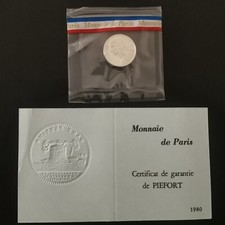 Monnaie
de Paris
Certificat de garantie
de PIEFORT
1980